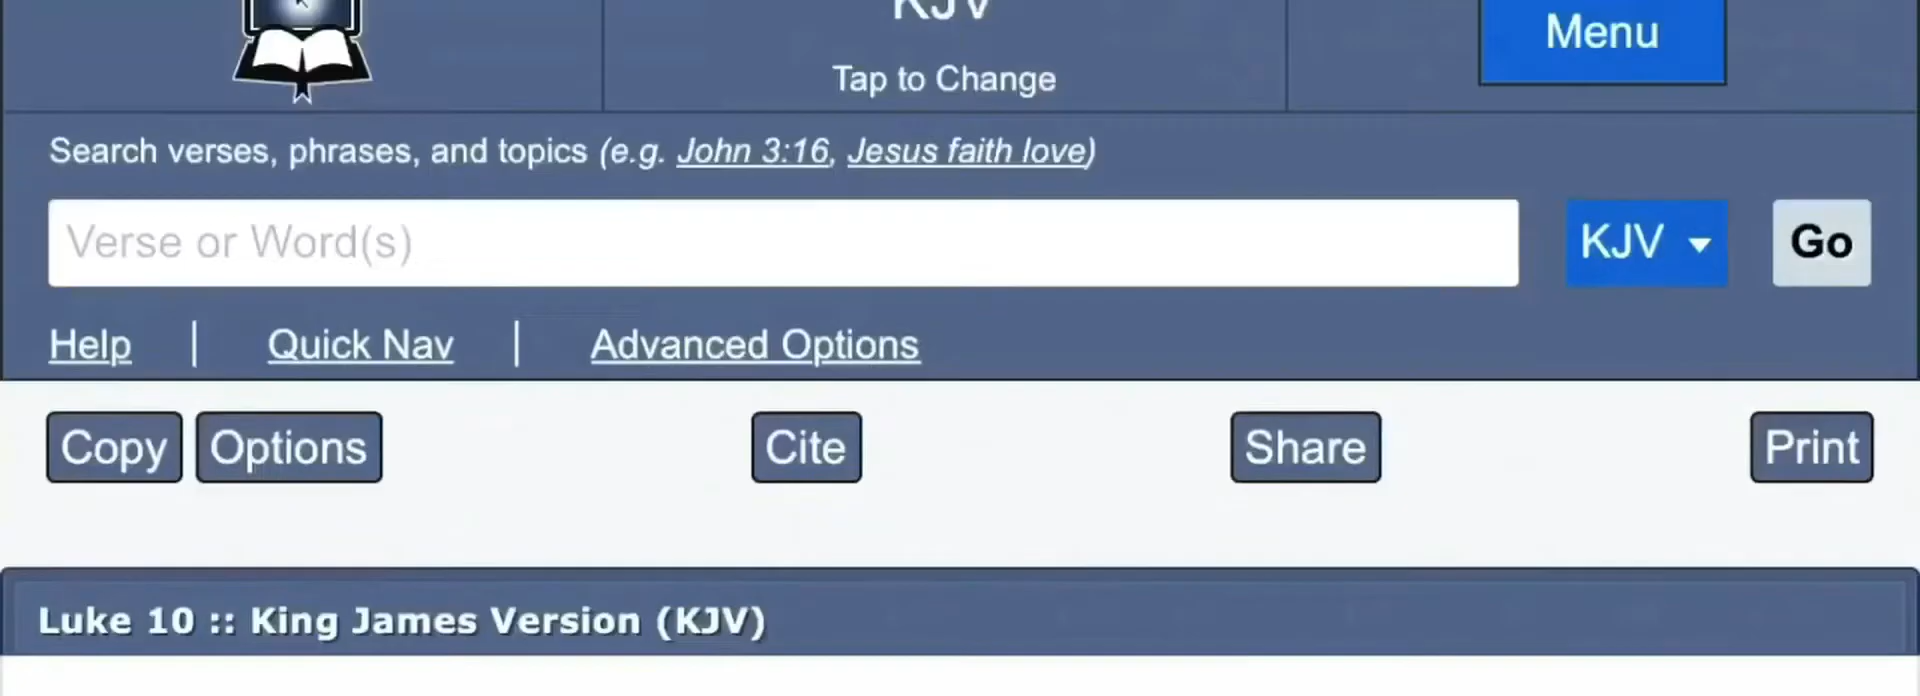 KJV
Menu
Tap to Change
Search verses, phrases, and topics (e.g. John 3:16, Jesus faith love)
Verse or Word(s)
KJV
Go
Help | Quick Nav | Advanced Options
Copy Options Cite Share Print
Luke 10 :: King James Version (KJV)